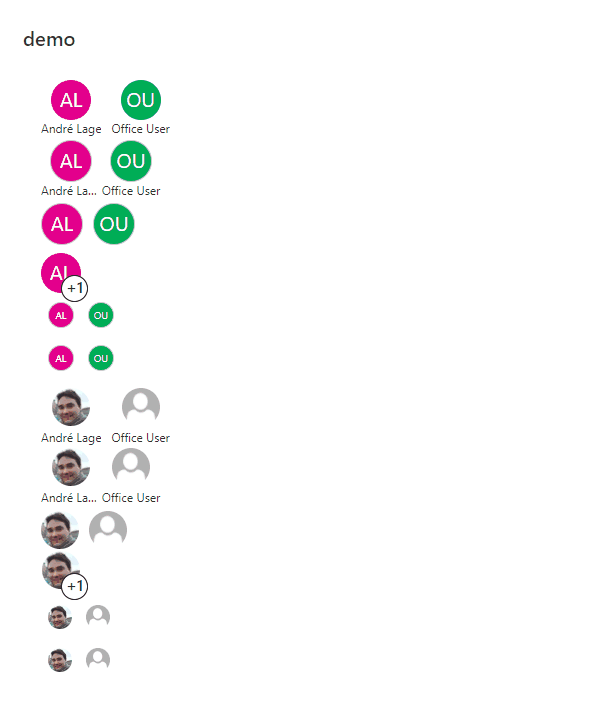 demo
AL OU
André Lage Office User
AL OU
André La... Office User
AL OU
AL
+1
AL OU
AL OU
André Lage Office User
André La... Office User
+1